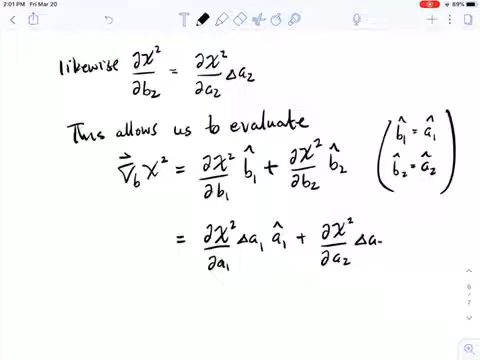 2:01 PM Fri Mar 20
89%
likewise ∂χ²/∂b₂ = ∂χ²/∂a₂ Δa₂
This allows us to evaluate
∇⃗_b χ² = ∂χ²/∂b₁ b̂₁ + ∂χ²/∂b₂ b̂₂ (b̂₁ = â₁
b̂₂ = â₂)
= ∂χ²/∂a₁ Δa₁ â₁ + ∂χ²/∂a₂ Δa
6
7